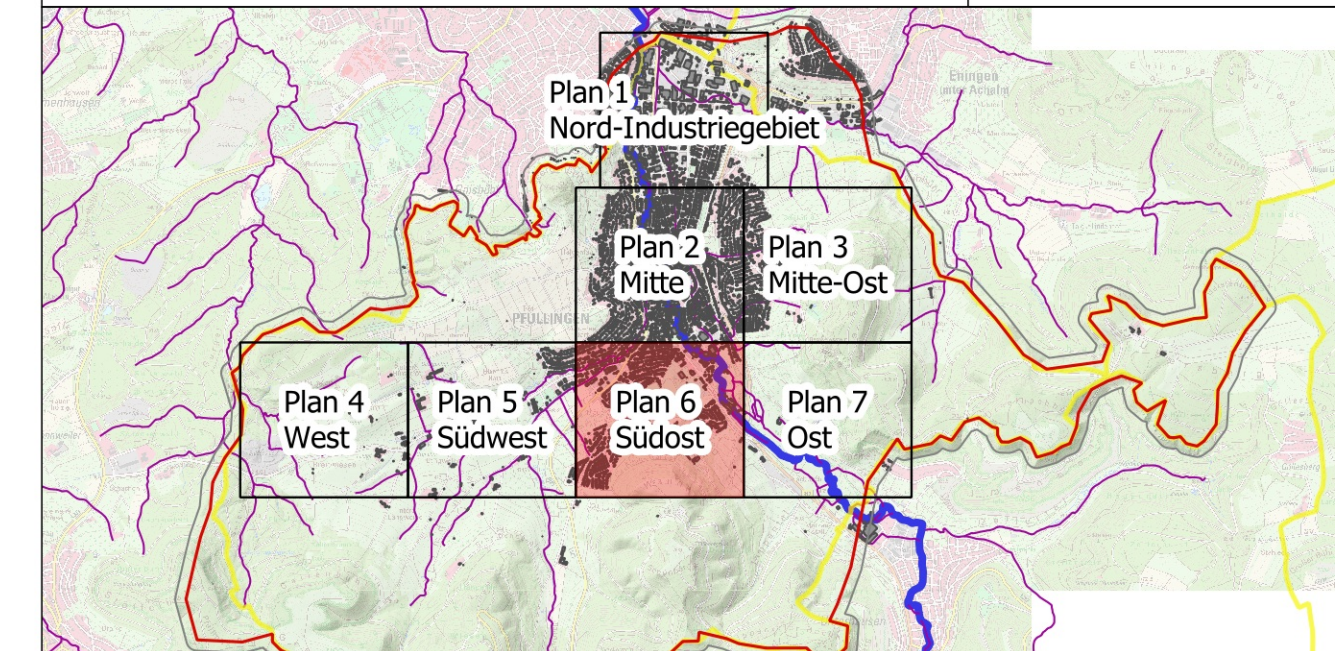 Eningen
unter Achalm
Plan 1
Nord-Industriegebiet
Plan 2
Mitte
Plan 3
Mitte-Ost
PFULLINGEN
Plan 4
West
Plan 5
Südwest
Plan 6
Südost
Plan 7
Ost